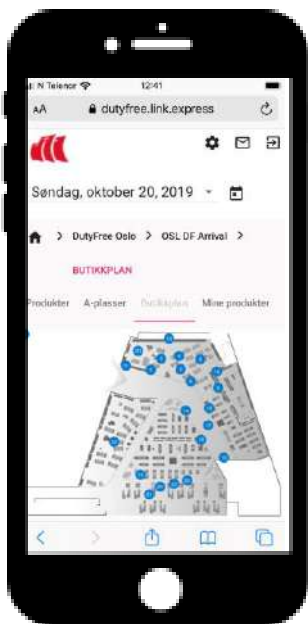 N Telenor 12:41
AA dutyfree.link.express
Søndag, oktober 20, 2019
> DutyFree Oslo > OSL DF Arrival >
BUTIKKPLAN
Produkter A-plasser Butikkplan Mine produkter